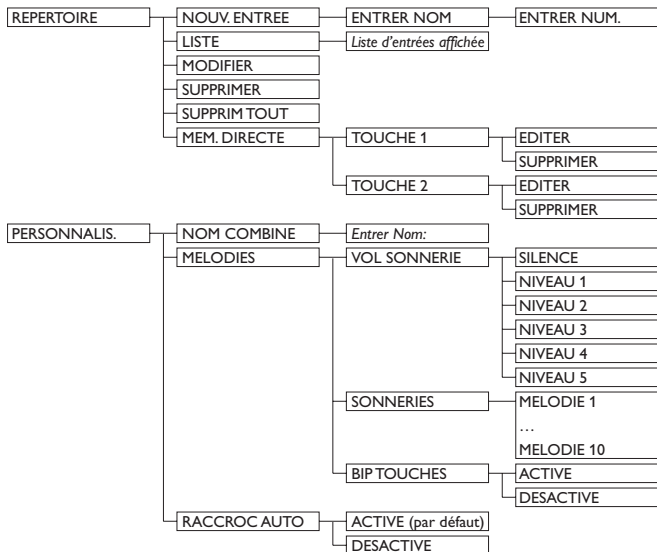 REPERTOIRE NOUV. ENTREE ENTRER NOM ENTRER NUM.
LISTE Liste d'entrées affichée
MODIFIER
SUPPRIMER
SUPPRIM TOUT
MEM. DIRECTE TOUCHE 1 EDITER
SUPPRIMER
TOUCHE 2 EDITER
SUPPRIMER
PERSONNALIS. NOM COMBINE Entrer Nom:
MELODIES VOL SONNERIE SILENCE
NIVEAU 1
NIVEAU 2
NIVEAU 3
NIVEAU 4
NIVEAU 5
SONNERIES MELODIE 1
…
MELODIE 10
BIP TOUCHES ACTIVE
DESACTIVE
RACCROC AUTO ACTIVE (par défaut)
DESACTIVE